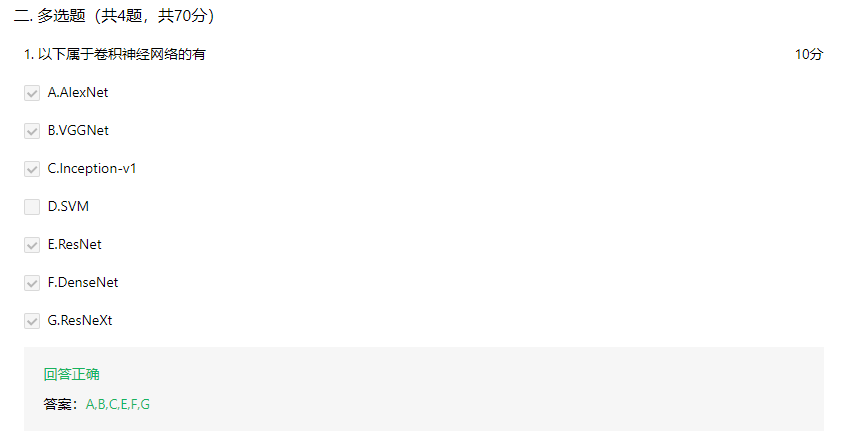 二. 多选题（共4题，共70分）
1. 以下属于卷积神经网络的有 10分
A.AlexNet
B.VGGNet
C.Inception-v1
D.SVM
E.ResNet
F.DenseNet
G.ResNeXt
回答正确
答案：A,B,C,E,F,G